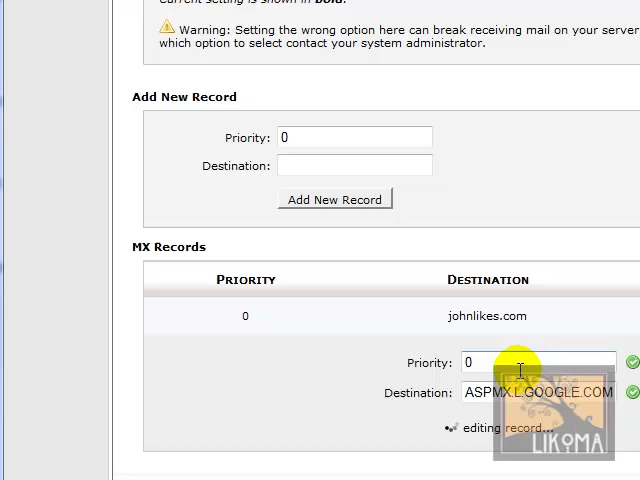 Current setting is shown in Bold.
Warning: Setting the wrong option here can break receiving mail on your server
which option to select contact your system administrator.
Add New Record
Priority: 0
Destination:
Add New Record
MX Records
PRIORITY DESTINATION
0 johnlikes.com
Priority: 0
Destination: ASPMX.L.GOOGLE.COM
editing record...
LIKOMA